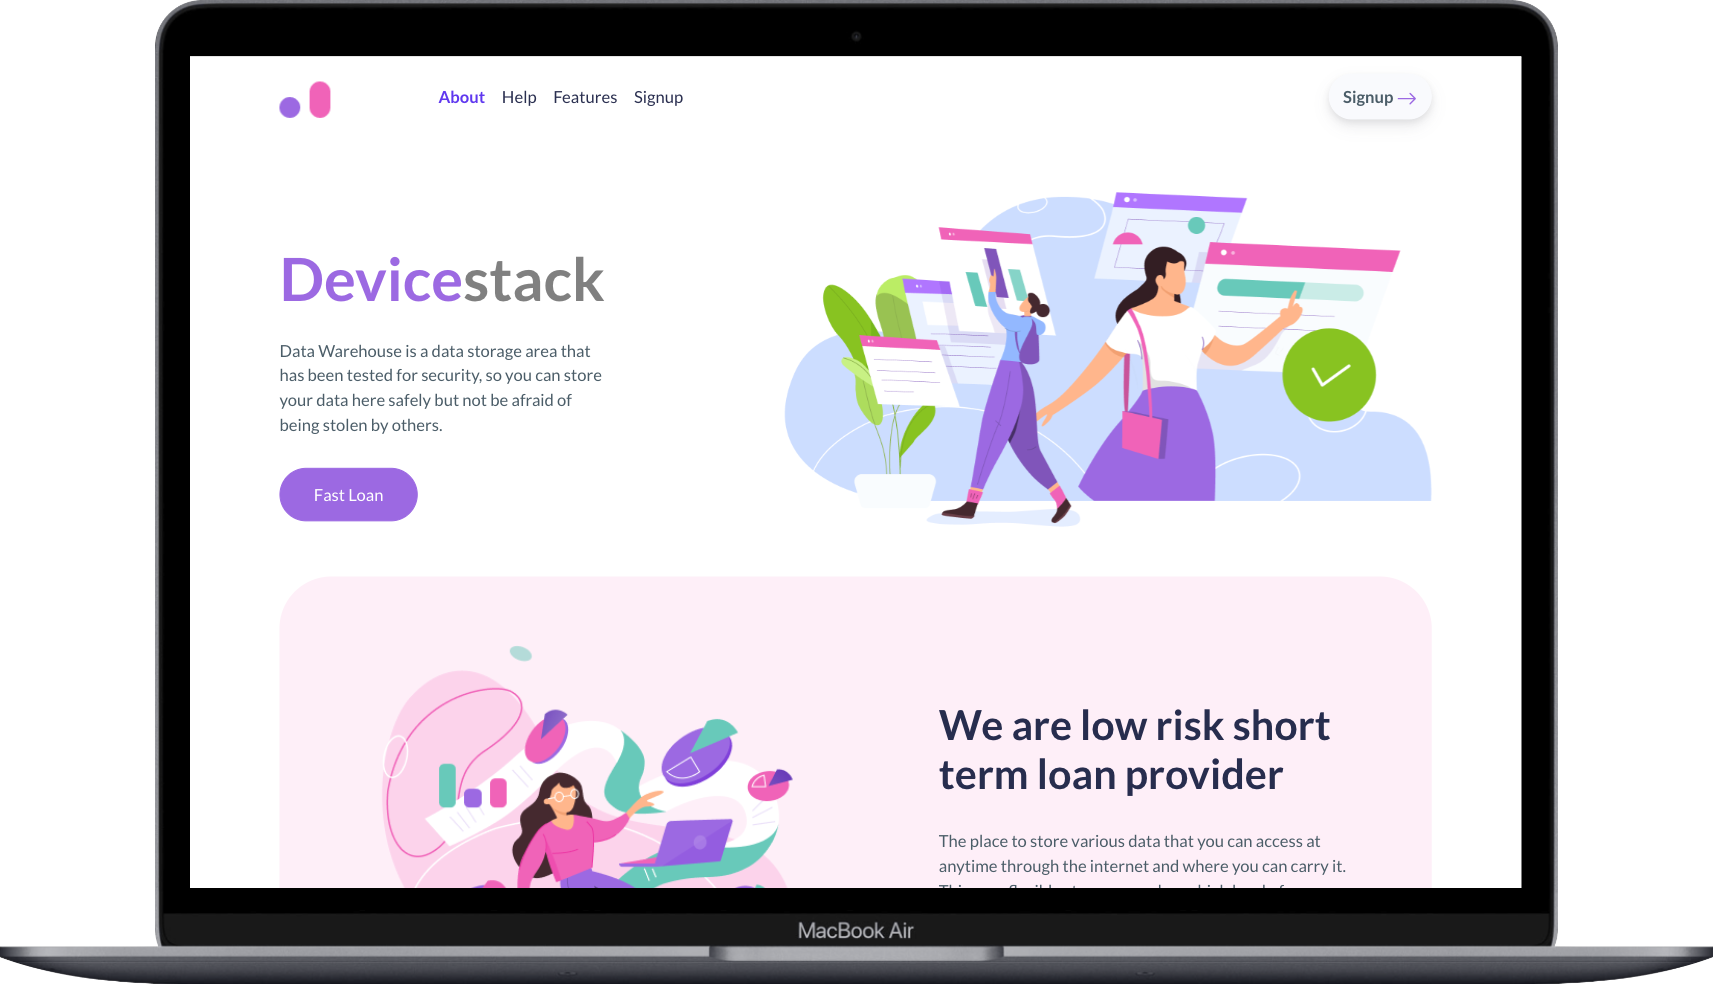 About Help Features Signup
Signup
Devicestack
Data Warehouse is a data storage area that
has been tested for security, so you can store
your data here safely but not be afraid of
being stolen by others.
Fast Loan
We are low risk short
term loan provider
The place to store various data that you can access at
anytime through the internet and where you can carry it.
MacBook Air